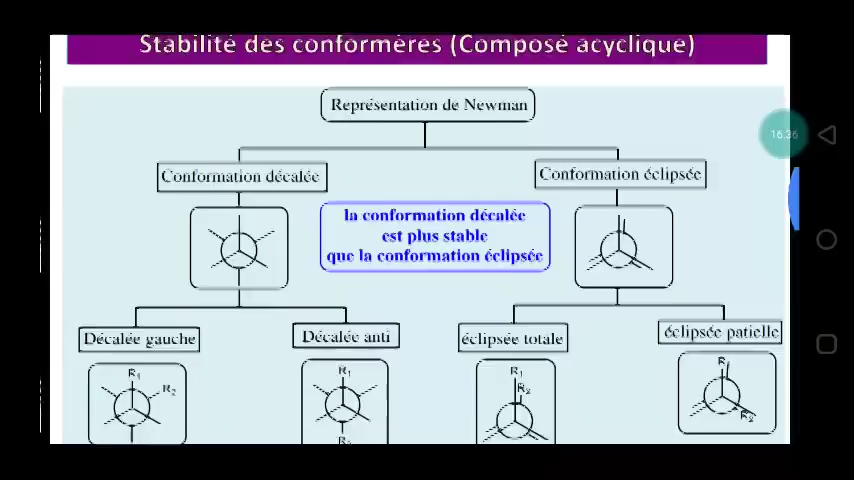 Stabilité des conformères (Composé acyclique)
Représentation de Newman
16:36
Conformation décalée
Conformation éclipsée
la conformation décalée
est plus stable
que la conformation éclipsée
Décalée gauche
Décalée anti
éclipsée totale
éclipsée patielle
R1
R2
R1
R2
R1
R2
R1
R2